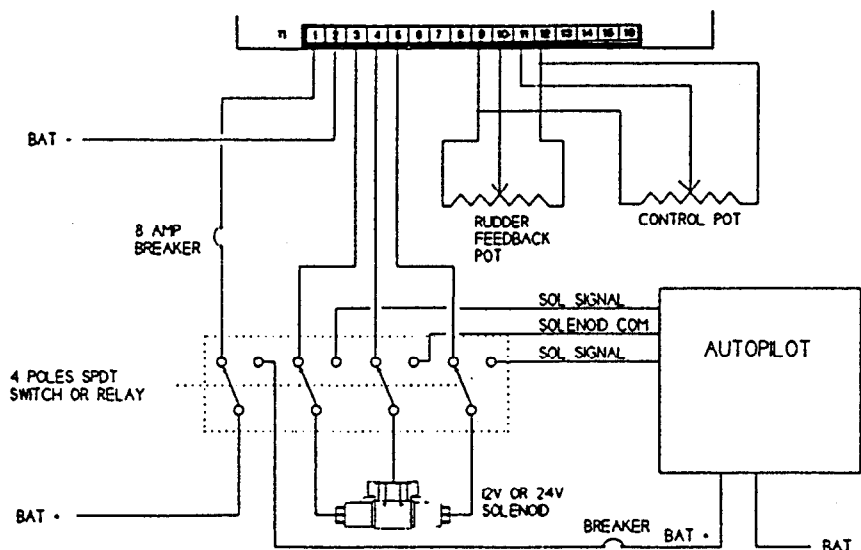 T1 1 2 3 4 5 6 7 8 9 10 11 12 13 14 15 16
BAT -
8 AMP
BREAKER
RUDDER
FEEDBACK
POT
CONTROL POT
SOL SIGNAL
SOLENOID COM
SOL SIGNAL
AUTOPILOT
4 POLES SPDT
SWITCH OR RELAY
12V OR 24V
SOLENOID
BAT +
BREAKER
BAT +
BAT